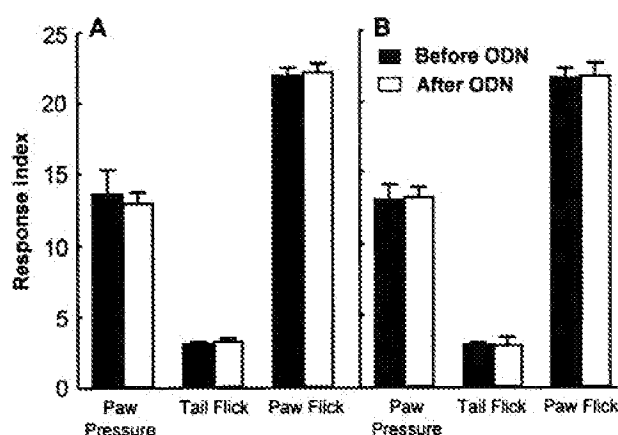 A
B
Before ODN
After ODN
Response Index
25
20
15
10
5
0
Paw Pressure
Tail Flick
Paw Flick
Paw Pressure
Tail Flick
Paw Flick